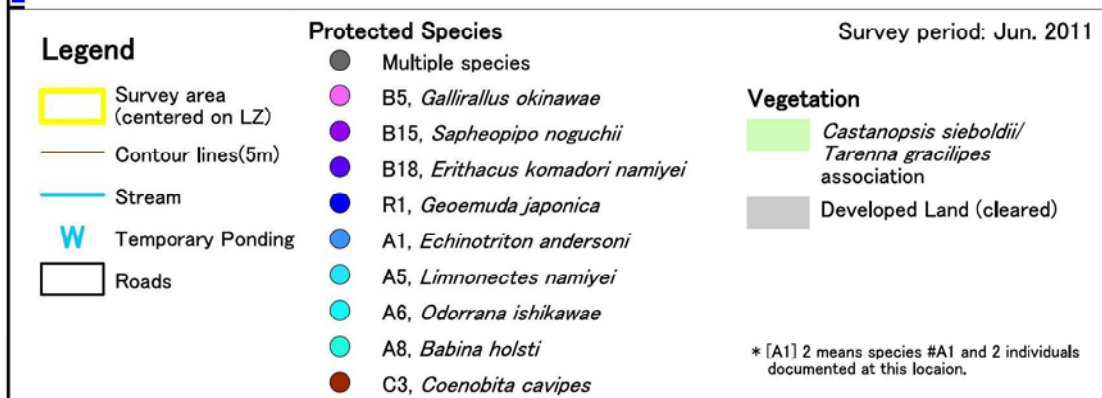 Legend
Survey area
(centered on LZ)
Contour lines(5m)
Stream
W
Temporary Ponding
Roads
Protected Species
Multiple species
B5, Gallirallus okinawae
B15, Sapheopipo noguchii
B18, Erithacus komadori namiyei
R1, Geoemuda japonica
A1, Echinotriton andersoni
A5, Limnonectes namiyei
A6, Odorrana ishikawae
A8, Babina holsti
C3, Coenobita cavipes
Survey period: Jun. 2011
Vegetation
Castanopsis sieboldii/
Tarenna gracilipes
association
Developed Land (cleared)
* [A1] 2 means species #A1 and 2 individuals
documented at this locaion.